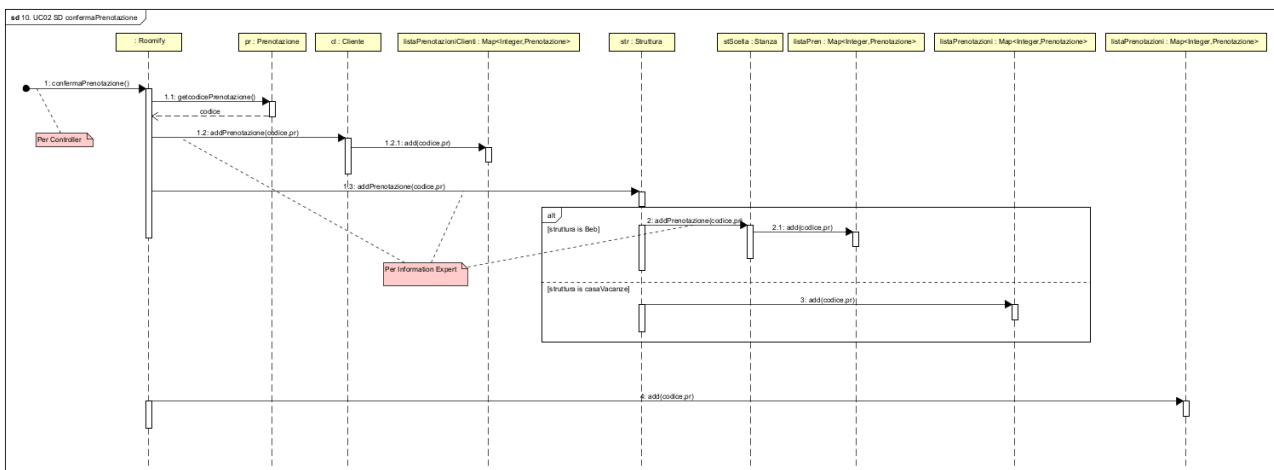 sd 10. UC02 SD confermaPrenotazione
: Roomify
pr : Prenotazione
cl : Cliente
listaPrenotazioniClienti : Map<Integer,Prenotazione>
str : Struttura
stScelta : Stanza
listaPren : Map<Integer,Prenotazione>
listaPrenotazioni : Map<Integer,Prenotazione>
listaPrenotazioni : Map<Integer,Prenotazione>
1: confermaPrenotazione()
1.1: getcodicePrenotazione()
codice
Per Controller
1.2: addPrenotazione(codice,pr)
1.2.1: add(codice,pr)
1.3: addPrenotazione(codice,pr)
alt
2: addPrenotazione(codice,pr)
[struttura is Beb]
2.1: add(codice,pr)
Per Information Expert
[struttura is casaVacanze]
3: add(codice,pr)
4: add(codice,pr)